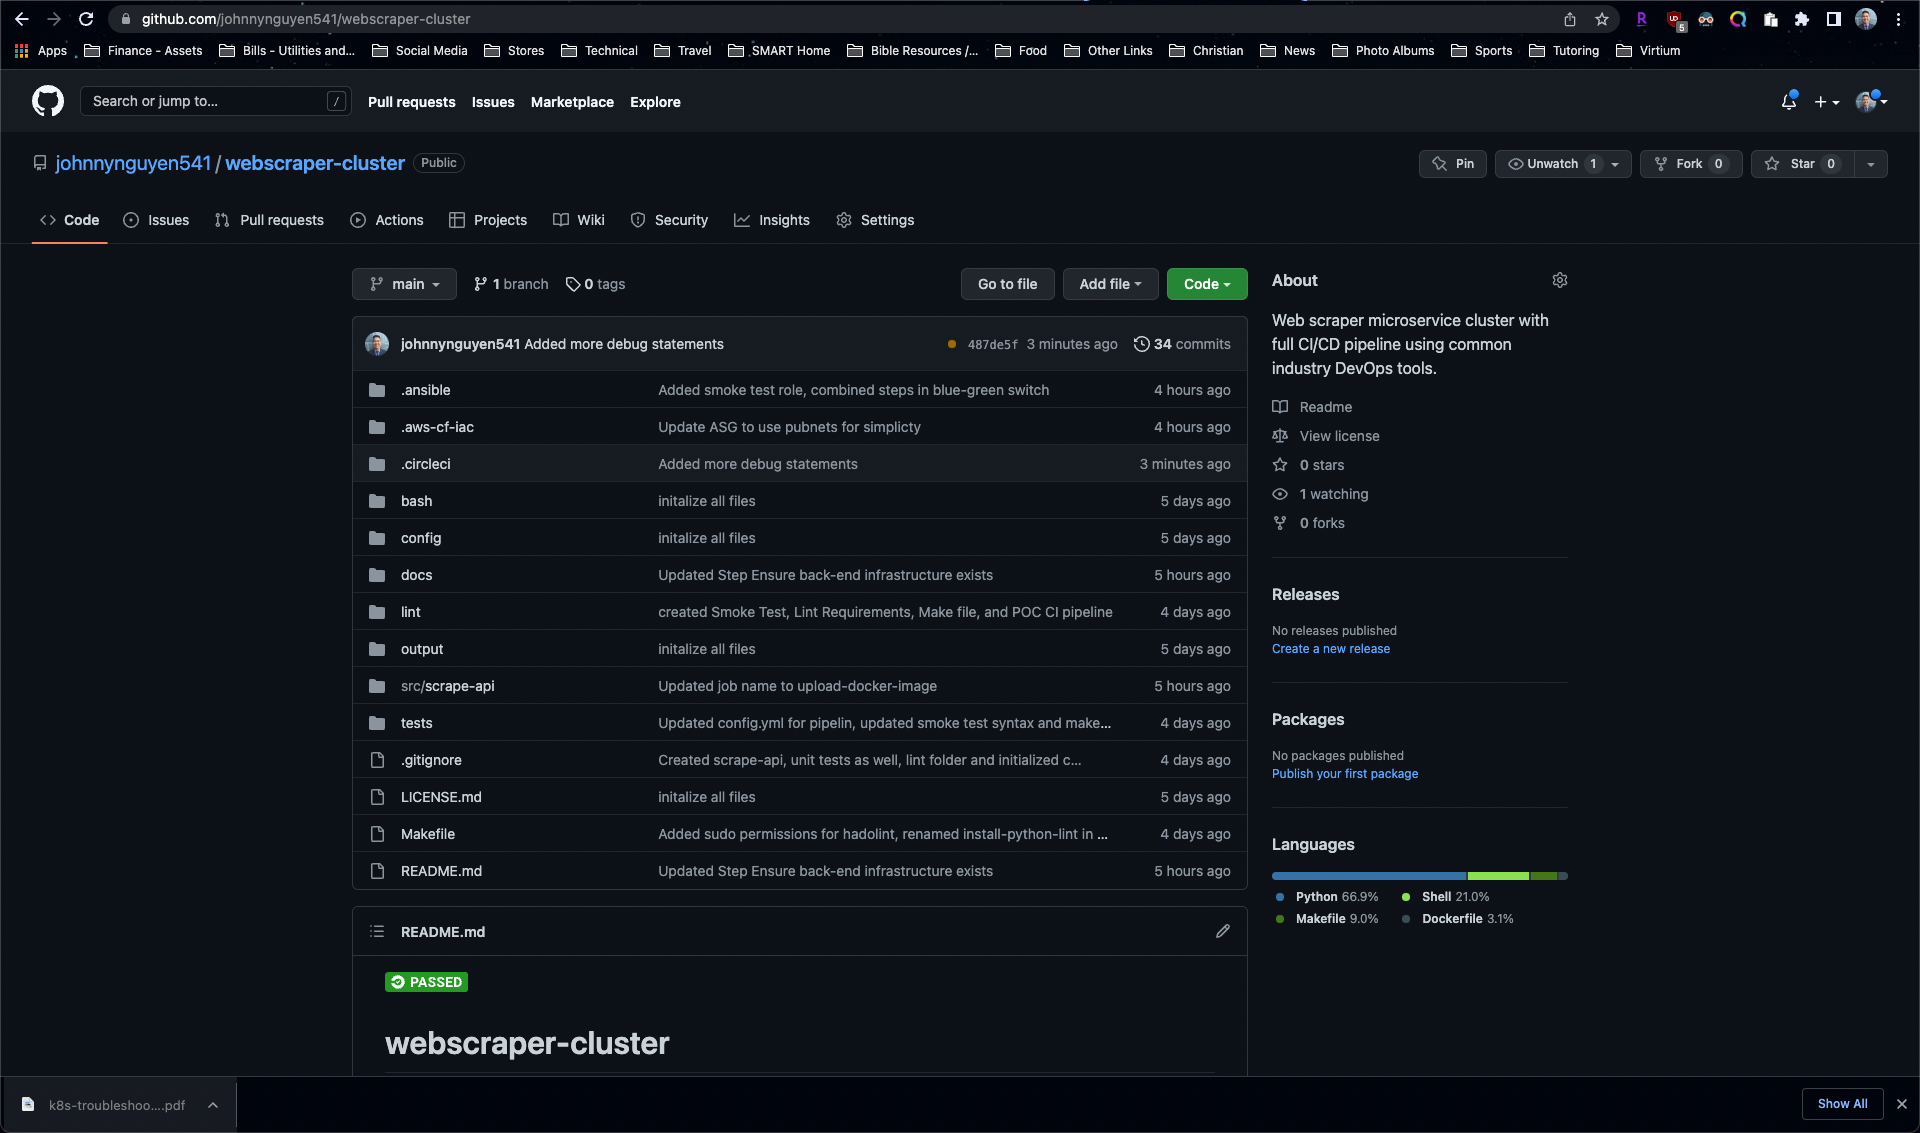 github.com/johnnynguyen541/webscraper-cluster
5
Apps Finance - Assets Bills - Utilities and... Social Media Stores Technical Travel SMART Home Bible Resources /... Food Other Links Christian News Photo Albums Sports Tutoring Virtium
Search or jump to... / Pull requests Issues Marketplace Explore
johnnynguyen541 / webscraper-cluster Public
Pin Unwatch 1 Fork 0 Star 0
Code Issues Pull requests Actions Projects Wiki Security Insights Settings
main 1 branch 0 tags Go to file Add file Code
johnnynguyen541 Added more debug statements 487de5f 3 minutes ago 34 commits
.ansible Added smoke test role, combined steps in blue-green switch 4 hours ago
.aws-cf-iac Update ASG to use pubnets for simplicty 4 hours ago
.circleci Added more debug statements 3 minutes ago
bash initalize all files 5 days ago
config initalize all files 5 days ago
docs Updated Step Ensure back-end infrastructure exists 5 hours ago
lint created Smoke Test, Lint Requirements, Make file, and POC CI pipeline 4 days ago
output initalize all files 5 days ago
src/scrape-api Updated job name to upload-docker-image 5 hours ago
tests Updated config.yml for pipelin, updated smoke test syntax and make... 4 days ago
.gitignore Created scrape-api, unit tests as well, lint folder and initialized c... 4 days ago
LICENSE.md initalize all files 5 days ago
Makefile Added sudo permissions for hadolint, renamed install-python-lint in ... 4 days ago
README.md Updated Step Ensure back-end infrastructure exists 5 hours ago
README.md
PASSED
webscraper-cluster
About
Web scraper microservice cluster with
full CI/CD pipeline using common
industry DevOps tools.
Readme
View license
0 stars
1 watching
0 forks
Releases
No releases published
Create a new release
Packages
No packages published
Publish your first package
Languages
Python 66.9% Shell 21.0%
Makefile 9.0% Dockerfile 3.1%
k8s-troubleshoo....pdf
Show All